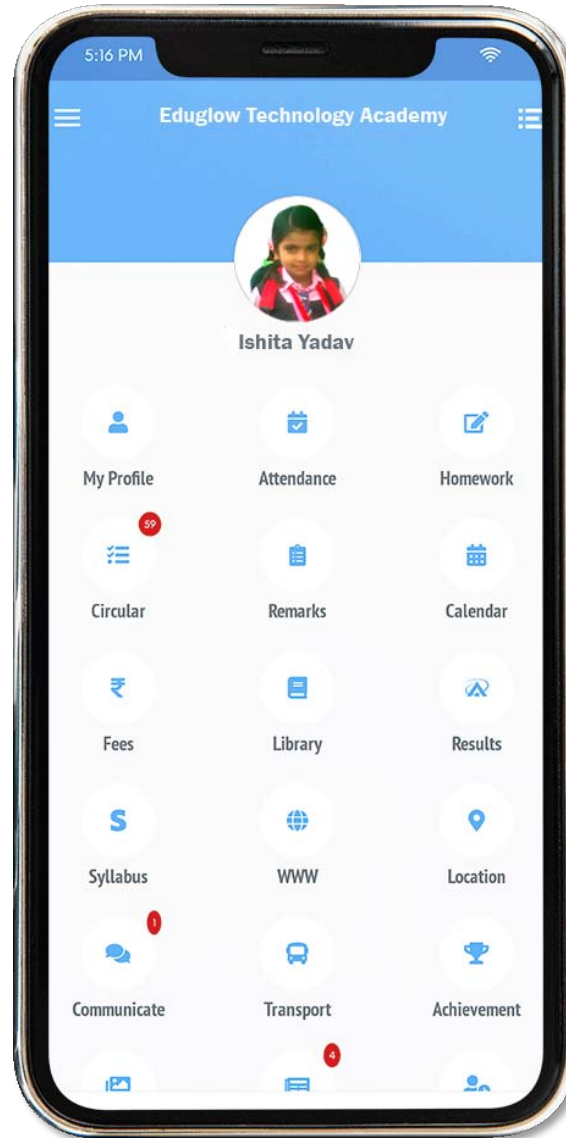 5:16 PM
Eduglow Technology Academy
Ishita Yadav
My Profile Attendance Homework
59
Circular Remarks Calendar
Fees Library Results
S
Syllabus WWW Location
1
Communicate Transport Achievement
4